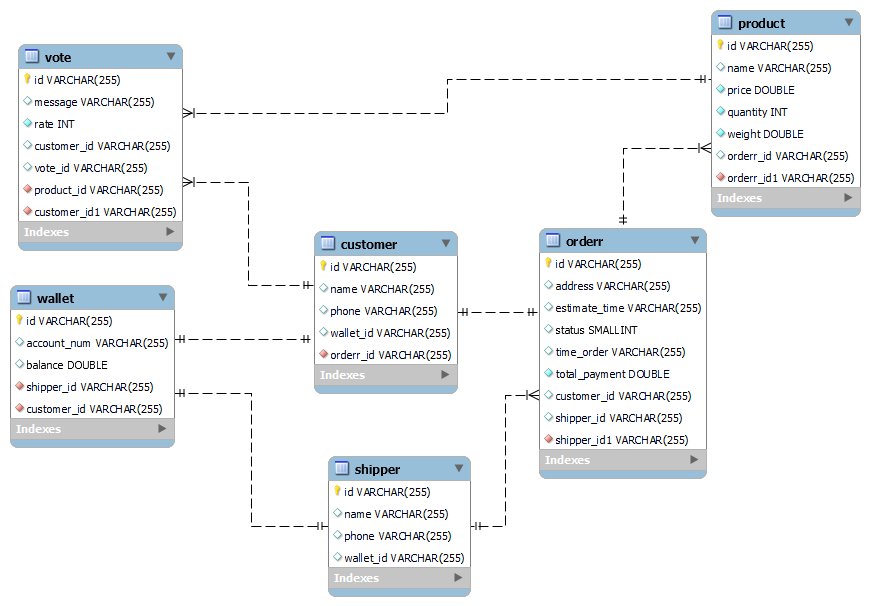 vote
id VARCHAR(255)
message VARCHAR(255)
rate INT
customer_id VARCHAR(255)
vote_id VARCHAR(255)
product_id VARCHAR(255)
customer_id1 VARCHAR(255)
Indexes
product
id VARCHAR(255)
name VARCHAR(255)
price DOUBLE
quantity INT
weight DOUBLE
orderr_id VARCHAR(255)
orderr_id1 VARCHAR(255)
Indexes
customer
id VARCHAR(255)
name VARCHAR(255)
phone VARCHAR(255)
wallet_id VARCHAR(255)
orderr_id VARCHAR(255)
Indexes
orderr
id VARCHAR(255)
address VARCHAR(255)
estimate_time VARCHAR(255)
status SMALLINT
time_order VARCHAR(255)
total_payment DOUBLE
customer_id VARCHAR(255)
shipper_id VARCHAR(255)
shipper_id1 VARCHAR(255)
Indexes
wallet
id VARCHAR(255)
account_num VARCHAR(255)
balance DOUBLE
shipper_id VARCHAR(255)
customer_id VARCHAR(255)
Indexes
shipper
id VARCHAR(255)
name VARCHAR(255)
phone VARCHAR(255)
wallet_id VARCHAR(255)
Indexes